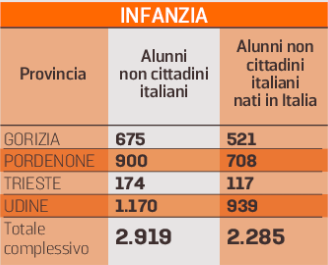 INFANZIA
Provincia
Alunni
non cittadini
italiani
Alunni non
cittadini
italiani
nati in Italia
GORIZIA 675 521
PORDENONE 900 708
TRIESTE 174 117
UDINE 1.170 939
Totale
complessivo 2.919 2.285